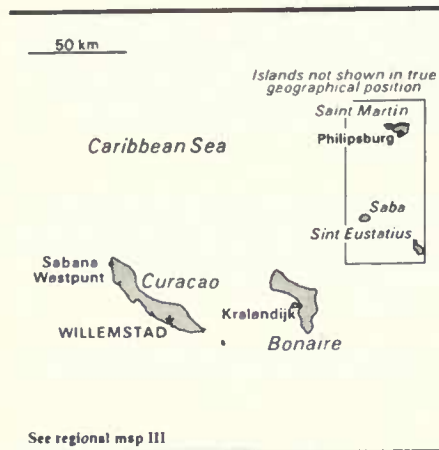 50 km
Islands not shown in true
geographical position
Saint Martin
Philipsburg
Caribbean Sea
Saba
Sint Eustatius
Sabana
Westpunt
Curacao
Kralendijk
WILLEMSTAD
Bonaire
See regional map III